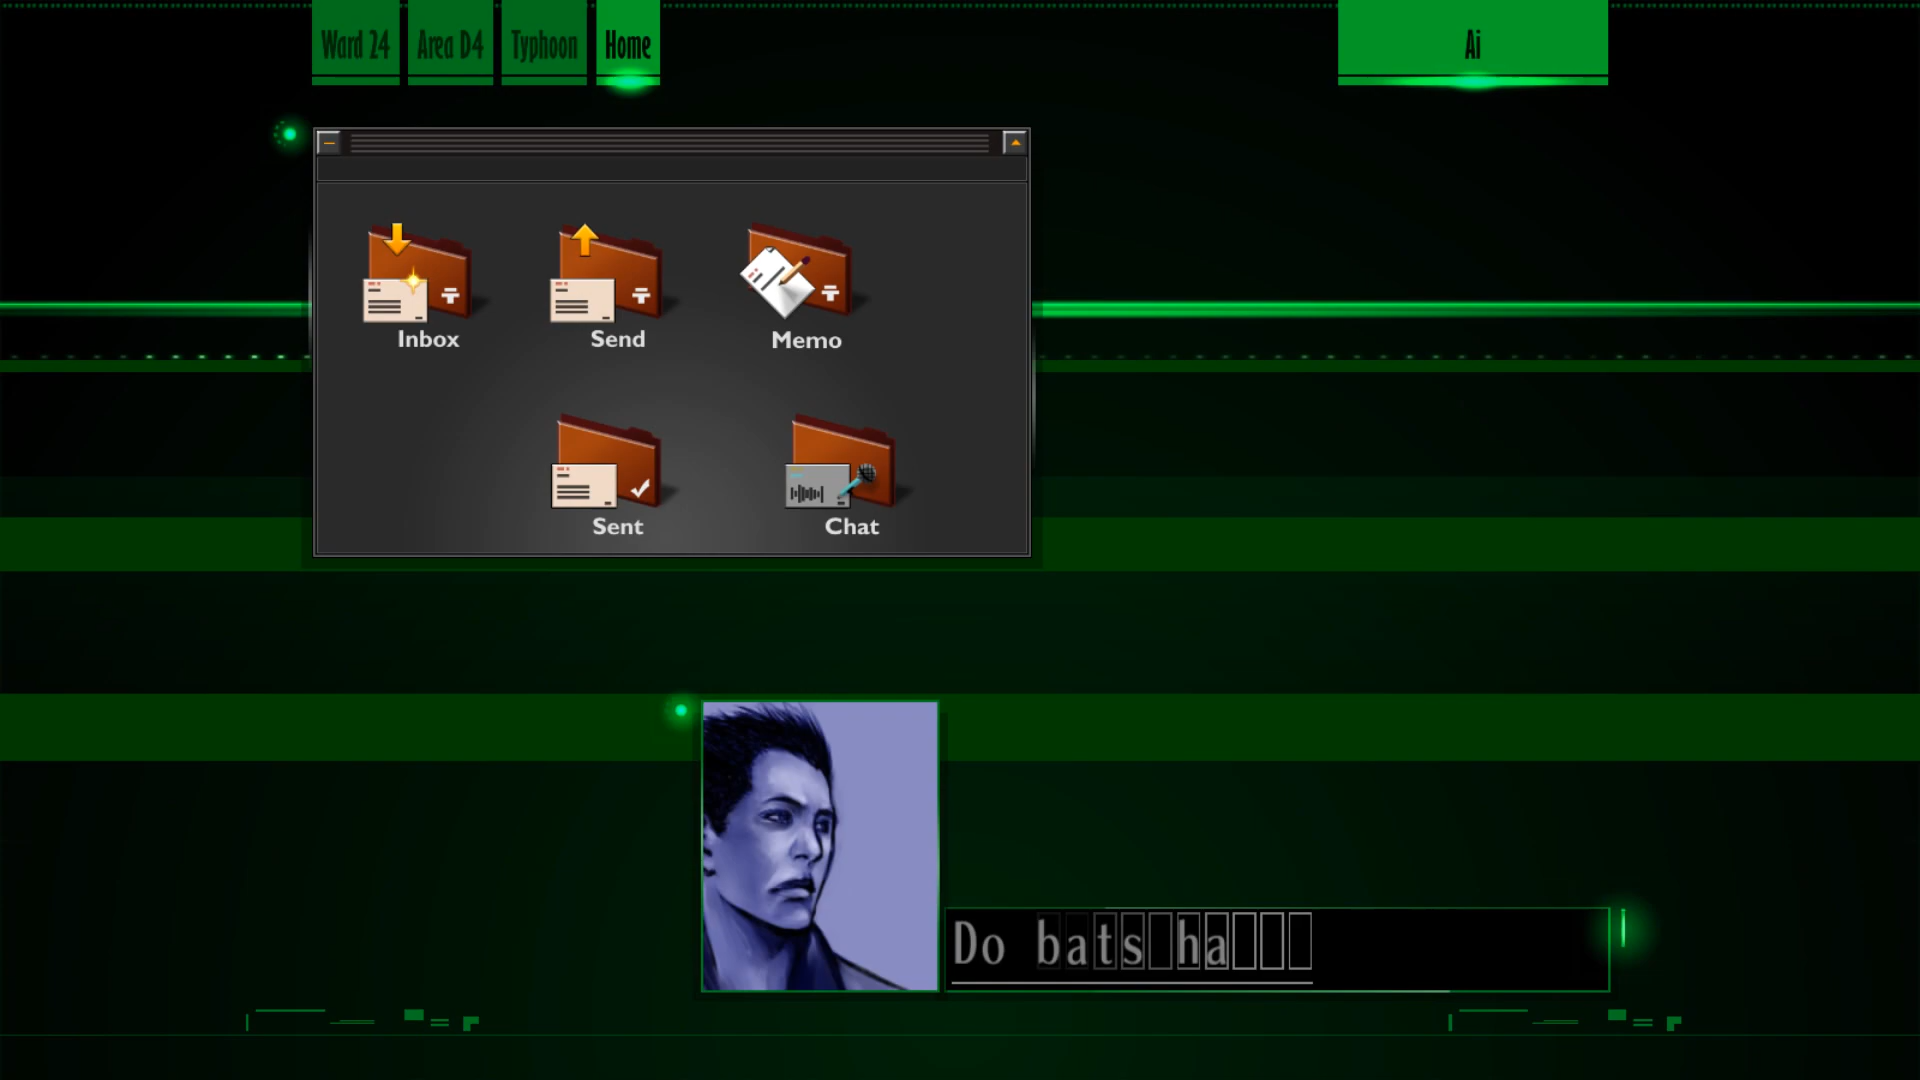 Ward 24
Area D4
Typhoon
Home
Ai
Inbox
Send
Memo
Sent
Chat
Do bats ha